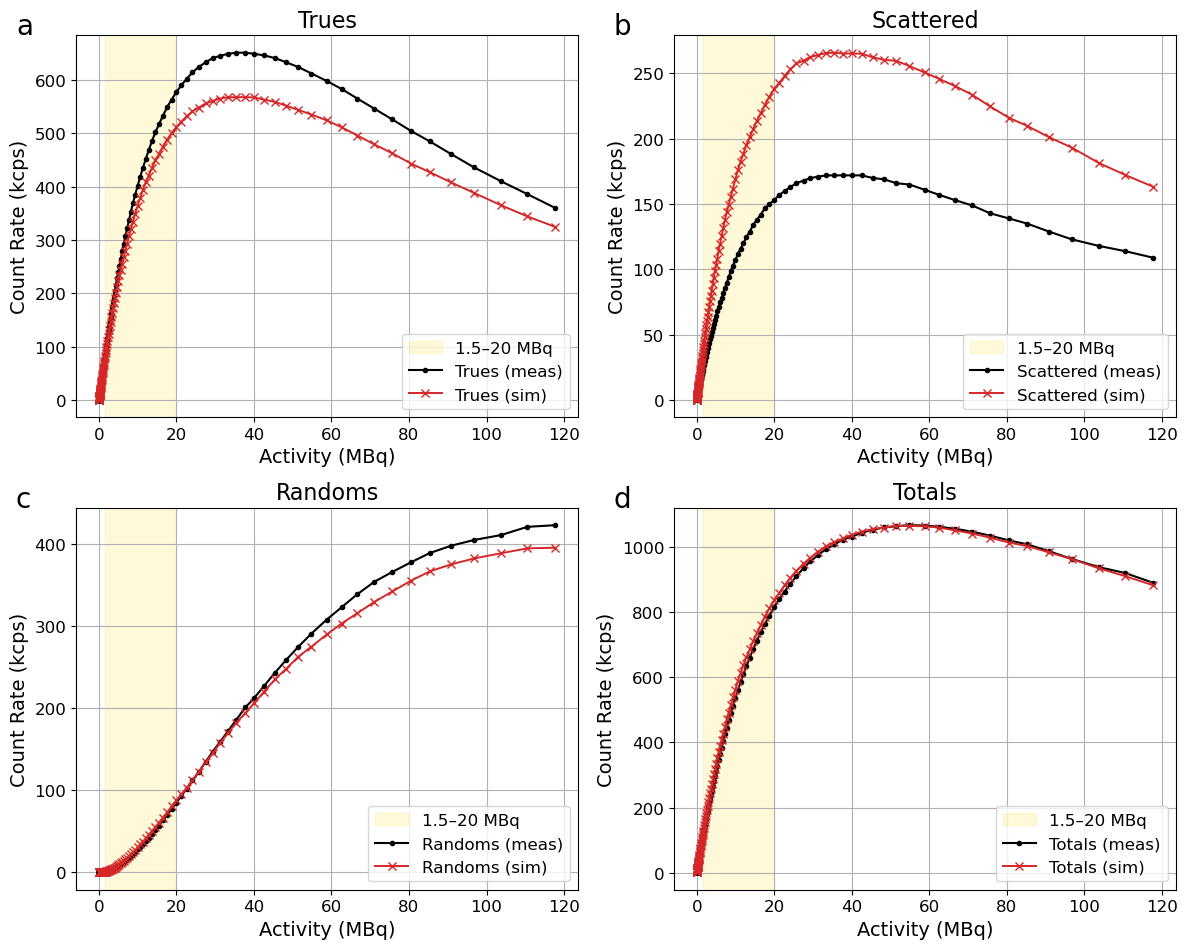 a
Trues
Count Rate (kcps)
600
500
400
300
200
100
0
1.5–20 MBq
Trues (meas)
Trues (sim)
0 20 40 60 80 100 120
Activity (MBq)
b
Scattered
Count Rate (kcps)
250
200
150
100
50
0
1.5–20 MBq
Scattered (meas)
Scattered (sim)
0 20 40 60 80 100 120
Activity (MBq)
c
Randoms
Count Rate (kcps)
400
300
200
100
0
1.5–20 MBq
Randoms (meas)
Randoms (sim)
0 20 40 60 80 100 120
Activity (MBq)
d
Totals
Count Rate (kcps)
1000
800
600
400
200
0
1.5–20 MBq
Totals (meas)
Totals (sim)
0 20 40 60 80 100 120
Activity (MBq)